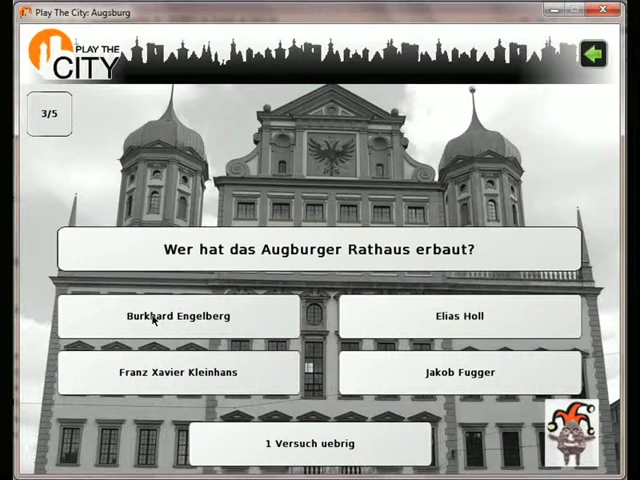 Play The City: Augsburg
PLAY THE
CITY
3/5
Wer hat das Augburger Rathaus erbaut?
Burkhard Engelberg
Elias Holl
Franz Xavier Kleinhans
Jakob Fugger
1 Versuch uebrig